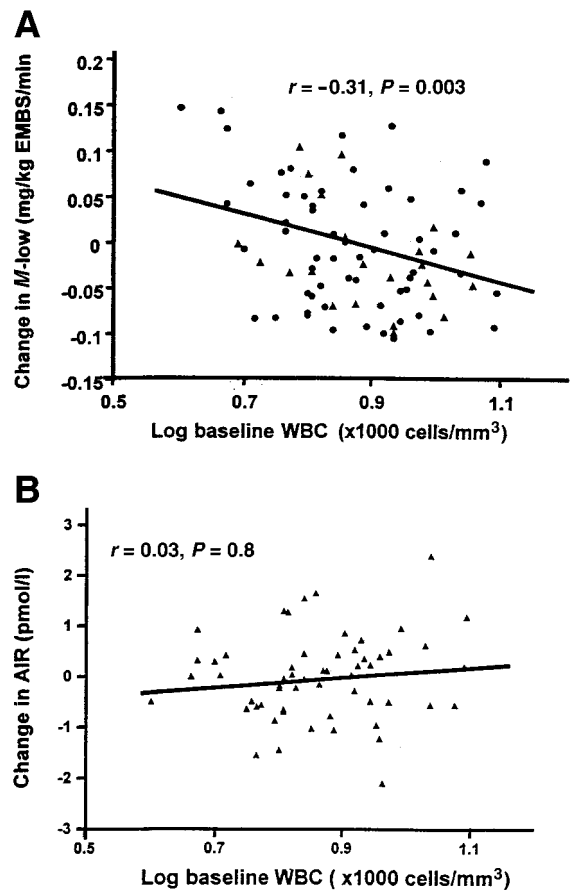 A
r = −0.31, P = 0.003
Change in M-low (mg/kg EMBS/min
0.2
0.15
0.1
0.05
0
-0.05
-0.1
-0.15
0.5 0.7 0.9 1.1
Log baseline WBC (x1000 cells/mm³)
B
r = 0.03, P = 0.8
Change in AIR (pmol/l)
3
2
1
0
-1
-2
-3
0.5 0.7 0.9 1.1
Log baseline WBC ( x1000 cells/mm³)